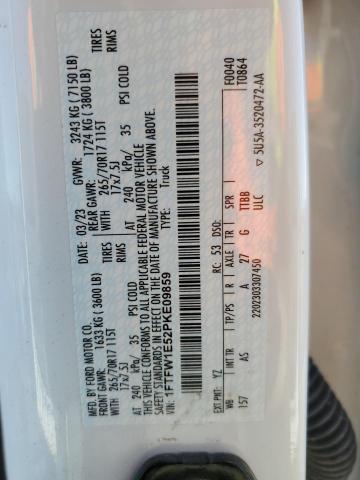 MFD. BY FORD MOTOR CO.
DATE: 03/23 GVWR: 3243 KG ( 7150 LB)
FRONT GAWR: 1633 KG ( 3600 LB) REAR GAWR: 1724 KG ( 3800 LB)
265/70R17 115T TIRES WITH 265/70R17 115T TIRES
17x7.5J RIMS 17x7.5J RIMS
AT 240 kPa/ 35 PSI COLD AT 240 kPa/ 35 PSI COLD
THIS VEHICLE CONFORMS TO ALL APPLICABLE FEDERAL MOTOR VEHICLE
SAFETY STANDARDS IN EFFECT ON THE DATE OF MANUFACTURE SHOWN ABOVE.
VIN: 1FTFW1E52PKE09859 TYPE: Truck
F0040
T0864
EXT PNT: YZ RC: 53 DSO:
WB INT TR TP/PS R AXLE TR SPR
157 AS A 27 G TTBB
ULC
2202303307450 ▽ 5U5A-3520472-AA